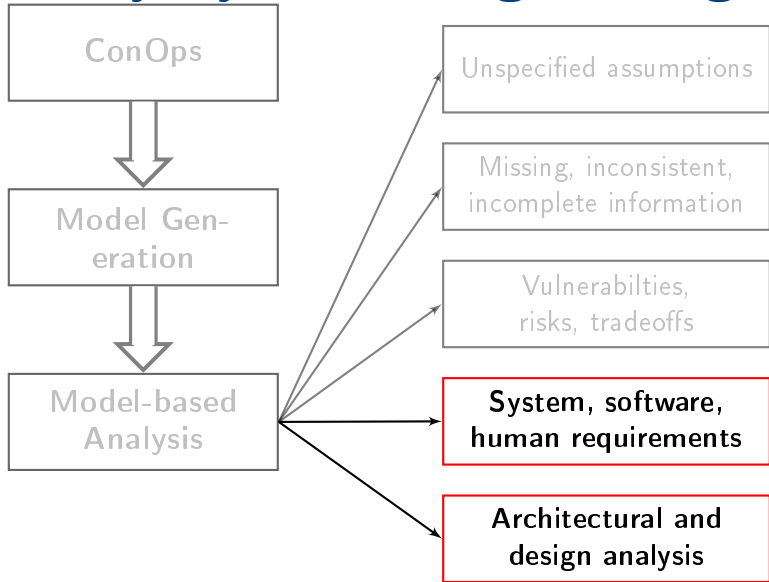 ConOps
Model Gen-
eration
Model-based
Analysis
Unspecified assumptions
Missing, inconsistent,
incomplete information
Vulnerabilties,
risks, tradeoffs
System, software,
human requirements
Architectural and
design analysis